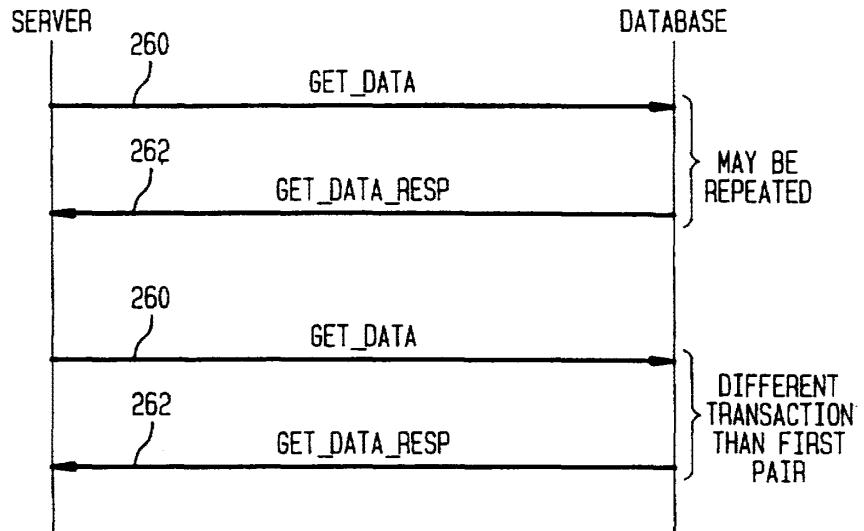 SERVER DATABASE
260
GET_DATA
262
GET_DATA_RESP
MAY BE
REPEATED
260
GET_DATA
262
GET_DATA_RESP
DIFFERENT
TRANSACTION
THAN FIRST
PAIR